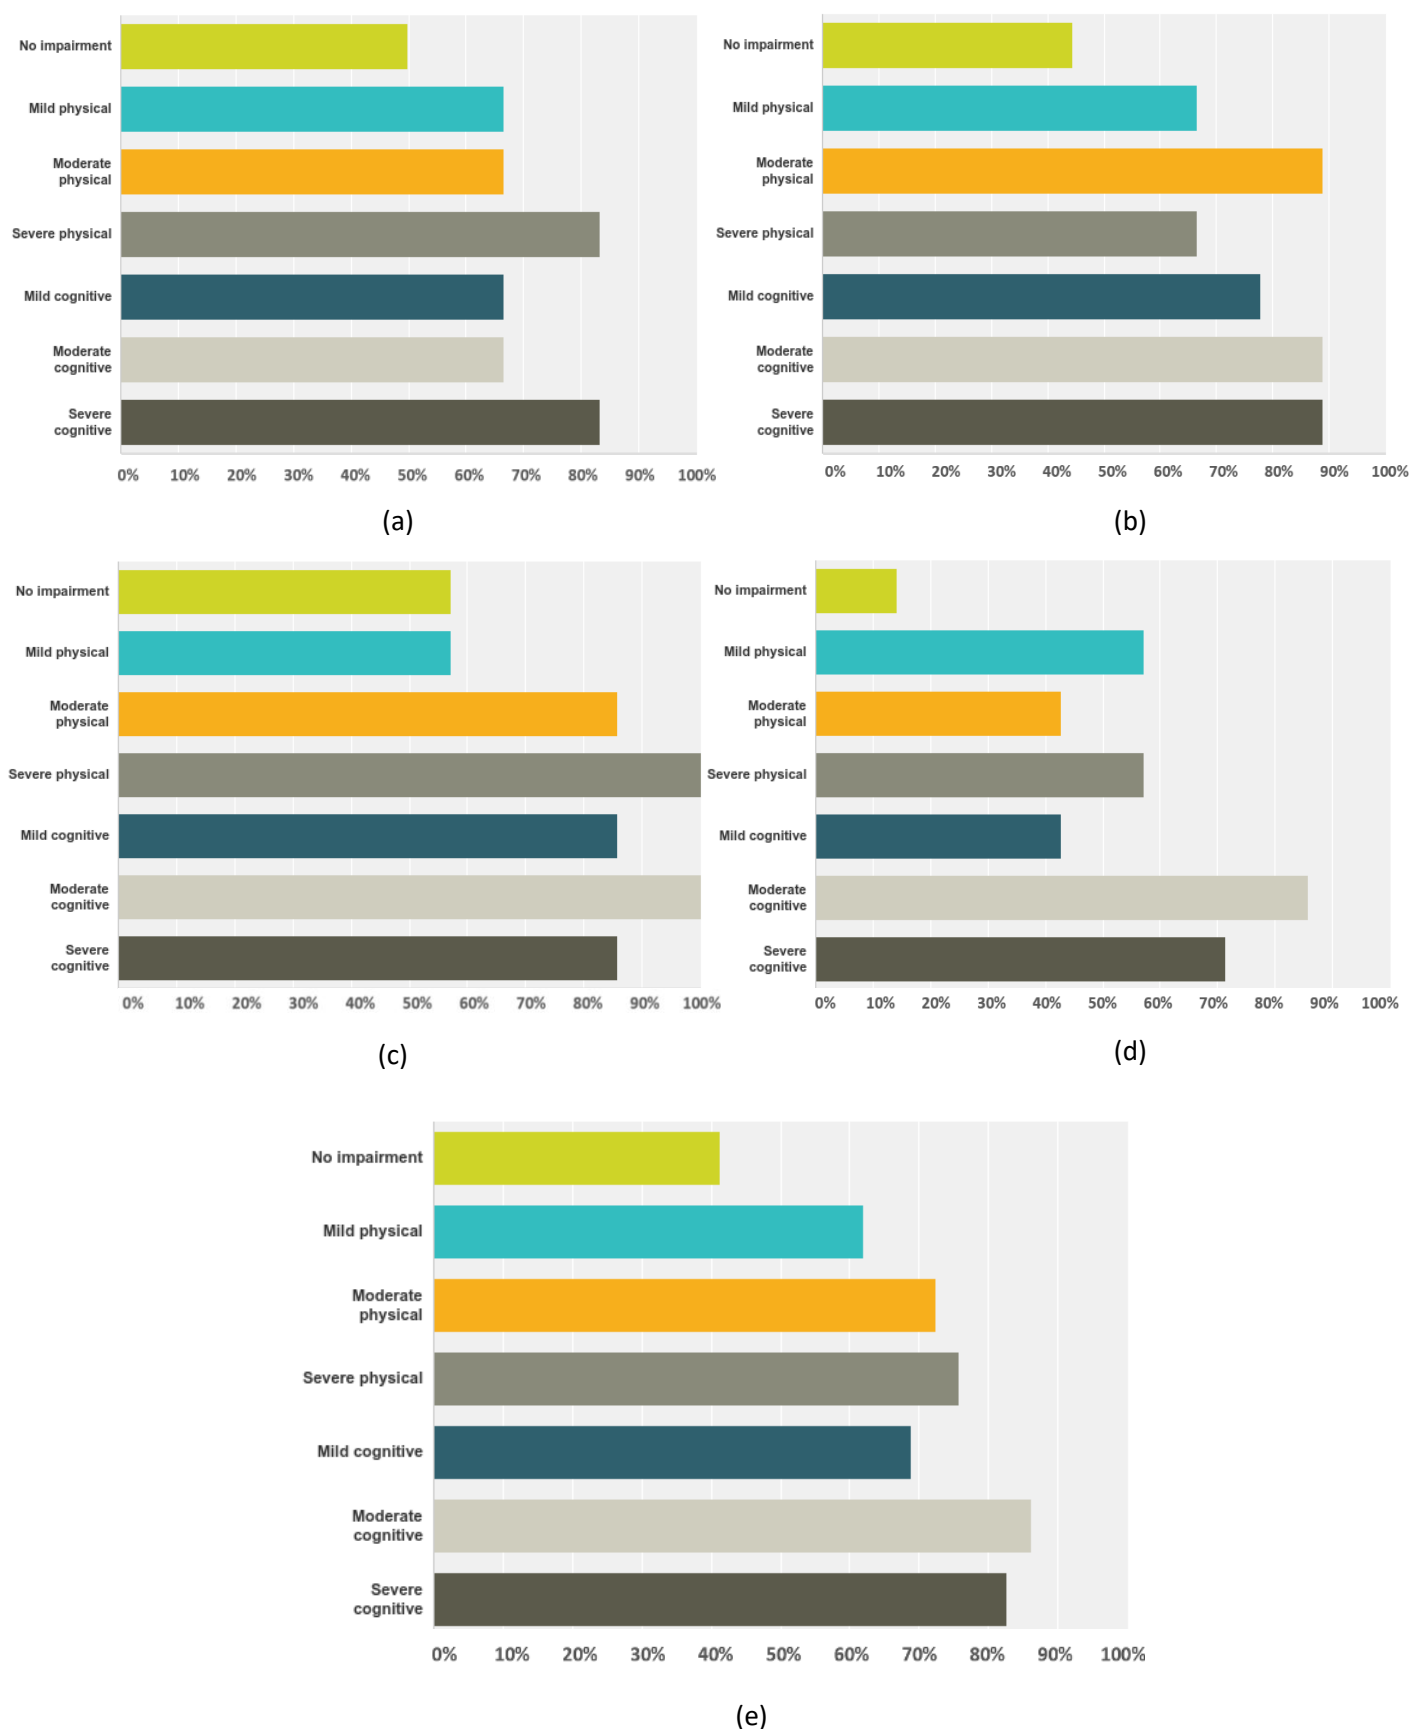 No impairment
Mild physical
Moderate
physical
Severe physical
Mild cognitive
Moderate
cognitive
Severe
cognitive
0% 10% 20% 30% 40% 50% 60% 70% 80% 90% 100%
(a)
No impairment
Mild physical
Moderate
physical
Severe physical
Mild cognitive
Moderate
cognitive
Severe
cognitive
0% 10% 20% 30% 40% 50% 60% 70% 80% 90% 100%
(b)
No impairment
Mild physical
Moderate
physical
Severe physical
Mild cognitive
Moderate
cognitive
Severe
cognitive
0% 10% 20% 30% 40% 50% 60% 70% 80% 90% 100%
(c)
No impairment
Mild physical
Moderate
physical
Severe physical
Mild cognitive
Moderate
cognitive
Severe
cognitive
0% 10% 20% 30% 40% 50% 60% 70% 80% 90% 100%
(d)
No impairment
Mild physical
Moderate
physical
Severe physical
Mild cognitive
Moderate
cognitive
Severe
cognitive
0% 10% 20% 30% 40% 50% 60% 70% 80% 90% 100%
(e)